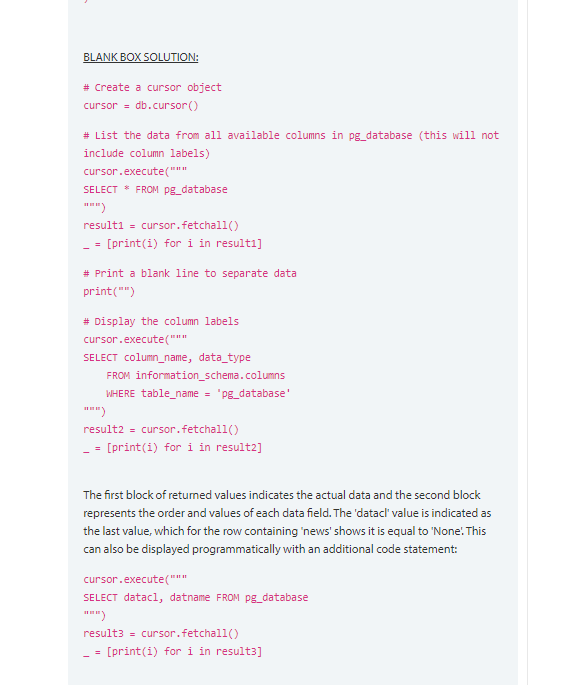 BLANK BOX SOLUTION:
# Create a cursor object
cursor = db.cursor()
# List the data from all available columns in pg_database (this will not
include column labels)
cursor.execute("""
SELECT * FROM pg_database
""")
result1 = cursor.fetchall()
_ = [print(i) for i in result1]
# Print a blank line to separate data
print("")
# Display the column labels
cursor.execute("""
SELECT column_name, data_type
    FROM information_schema.columns
    WHERE table_name = 'pg_database'
""")
result2 = cursor.fetchall()
_ = [print(i) for i in result2]
The first block of returned values indicates the actual data and the second block
represents the order and values of each data field. The 'datacl' value is indicated as
the last value, which for the row containing 'news' shows it is equal to 'None'. This
can also be displayed programmatically with an additional code statement:
cursor.execute("""
SELECT datacl, datname FROM pg_database
""")
result3 = cursor.fetchall()
_ = [print(i) for i in result3]